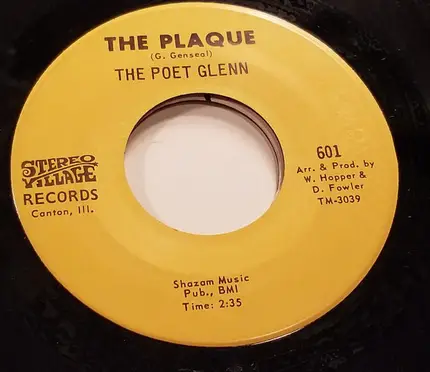 THE PLAQUE
(G. Genseal)
THE POET GLENN
STEREO
VILLAGE
RECORDS
Canton, Ill.
601
Arr. & Prod. by
W. Hopper &
D. Fowler
TM-3039
Shazam Music
Pub., BMI
Time: 2:35